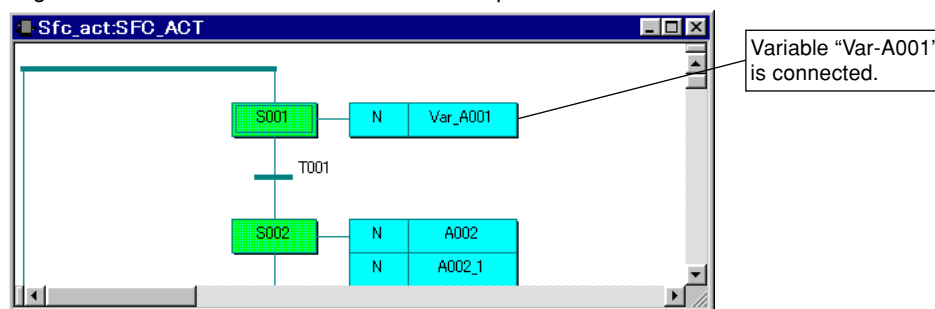 Sfc_act:SFC_ACT
Variable “Var-A001”
is connected.
S001 N Var_A001
T001
S002 N A002
N A002_1